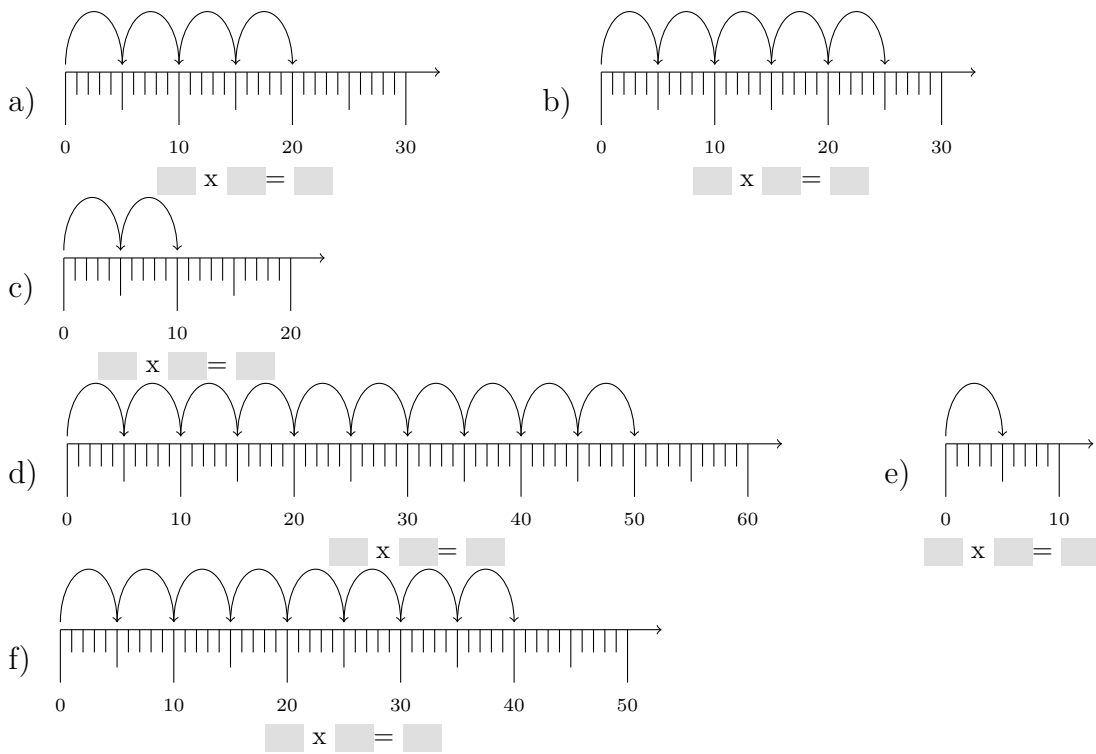 a)
0 10 20 30
x =
b)
0 10 20 30
x =
c)
0 10 20
x =
d)
0 10 20 30 40 50 60
x =
e)
0 10
x =
f)
0 10 20 30 40 50
x =